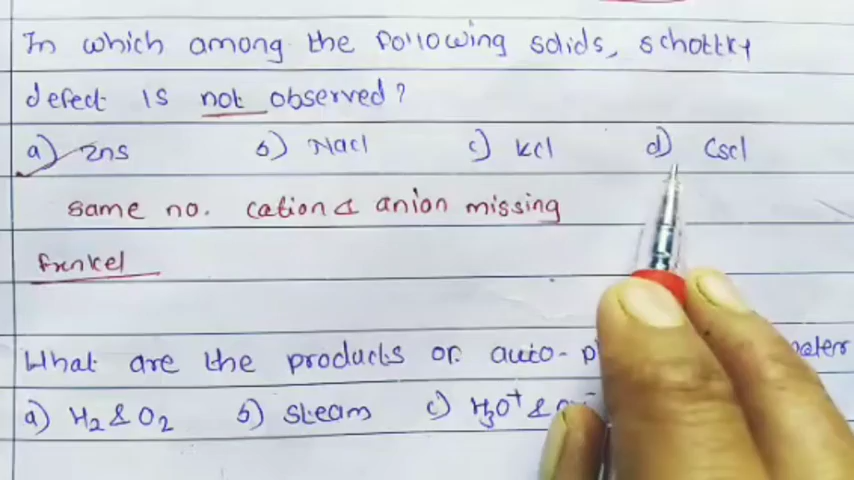 In which among the following solids, schottky
defect is not observed?
a) Zns b) Nacl c) kcl d) Cscl
same no. cation & anion missing
frenkel
What are the products of auto-
a) H2 & O2 b) steam c) H3O+ &